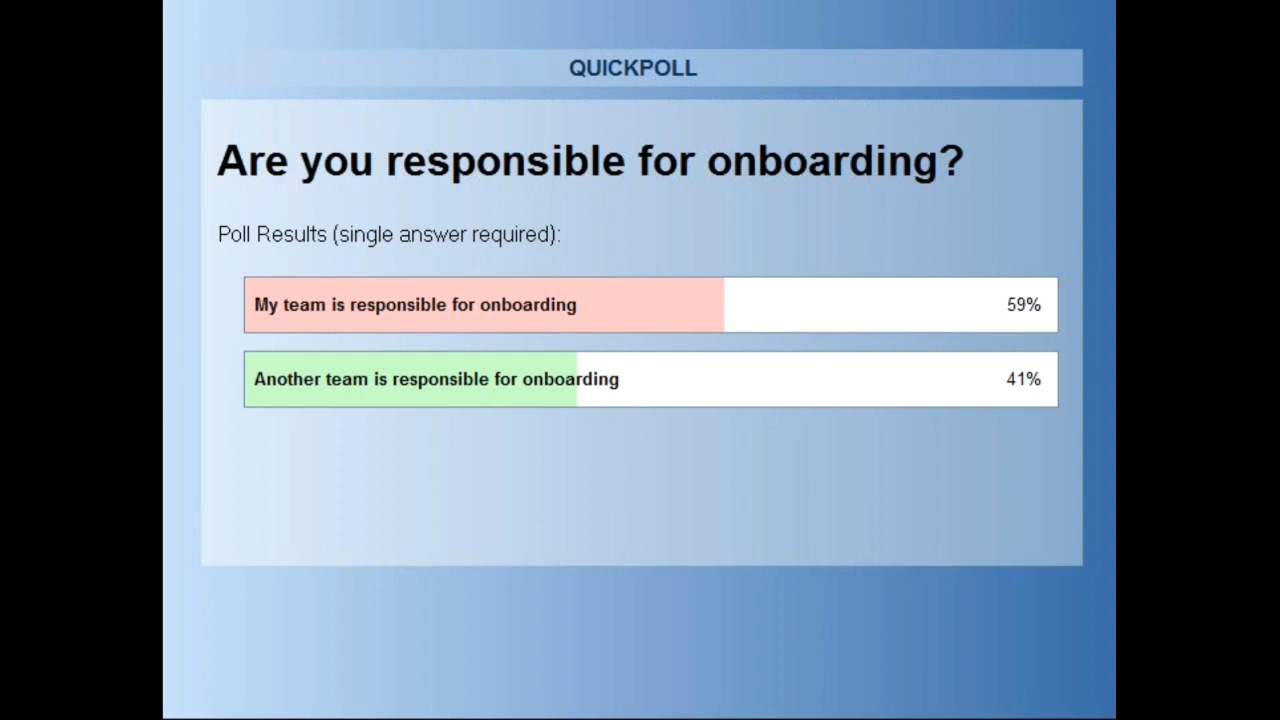 QUICKPOLL
Are you responsible for onboarding?
Poll Results (single answer required):
My team is responsible for onboarding 59%
Another team is responsible for onboarding 41%